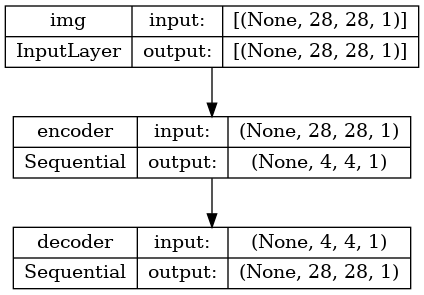 img input: [(None, 28, 28, 1)]
InputLayer output: [(None, 28, 28, 1)]
encoder input: (None, 28, 28, 1)
Sequential output: (None, 4, 4, 1)
decoder input: (None, 4, 4, 1)
Sequential output: (None, 28, 28, 1)